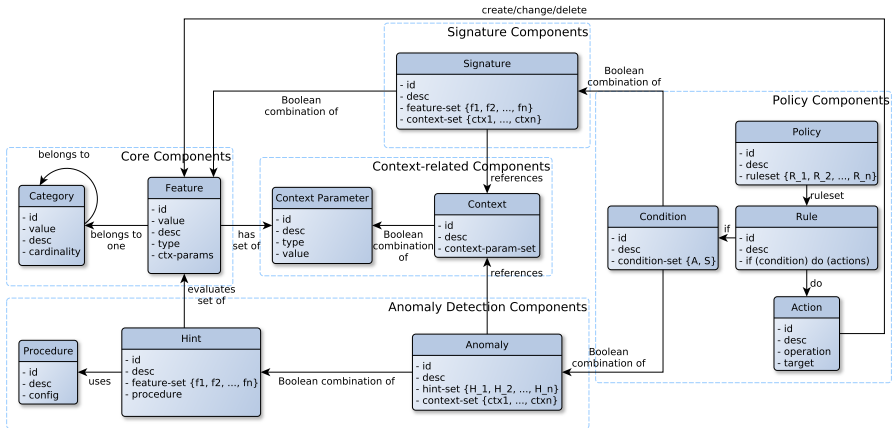 create/change/delete
Signature Components
Signature
- id
- desc
- feature-set {f1, f2, ..., fn}
- context-set {ctx1, ..., ctxn}
Boolean
combination of
Boolean
combination of
Policy Components
Policy
- id
- desc
- ruleset {R_1, R_2, ..., R_n}
ruleset
Core Components
belongs to
Category
- id
- value
- desc
- cardinality
belongs to
one
Feature
- id
- value
- desc
- type
- ctx-params
has
set of
Context-related Components
Context Parameter
- id
- desc
- type
- value
Boolean
combination
of
references
Context
- id
- desc
- context-param-set
references
Condition
- id
- desc
- condition-set {A, S}
if
Rule
- id
- desc
- if (condition) do (actions)
do
Action
- id
- desc
- operation
- target
evaluates
set of
Anomaly Detection Components
Procedure
- id
- desc
- config
uses
Hint
- id
- desc
- feature-set {f1, f2, ..., fn}
- procedure
Boolean combination of
Anomaly
- id
- desc
- hint-set {H_1, H_2, ... H_n}
- context-set {ctx1, ..., ctxn}
Boolean
combination of